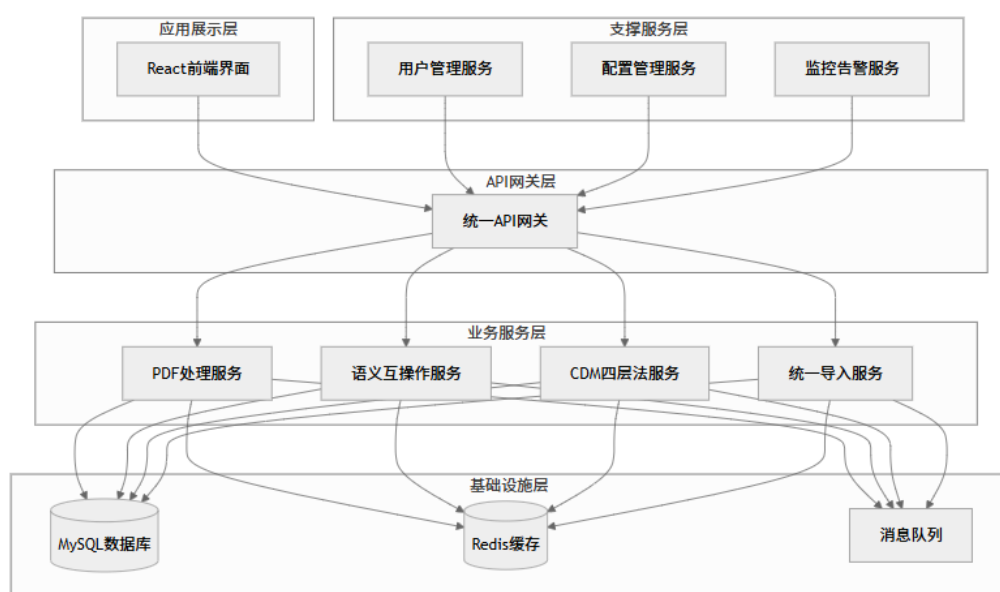 应用展示层
支撑服务层
React前端界面
用户管理服务
配置管理服务
监控告警服务
API网关层
统一API网关
业务服务层
PDF处理服务
语义互操作服务
CDM四层法服务
统一导入服务
基础设施层
MySQL数据库
Redis缓存
消息队列